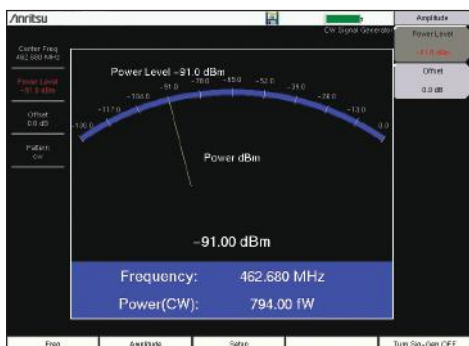 Anritsu
CW Signal Generator
Amplitude
Center Freq
462.680 MHz
Power Level
-91.0 dBm
Offset
0.0 dB
Pattern
CW
Power Level
-91.0 dBm
Offset
0.0 dB
Power Level -91.0 dBm
-130.0
-117.0
-104.0
-91.0
-78.0
-65.0
-52.0
-39.0
-26.0
-13.0
0.0
Power dBm
-91.00 dBm
Frequency: 462.680 MHz
Power(CW): 794.00 fW
Freq
Amplitude
Setup
Turn Sig-Gen OFF